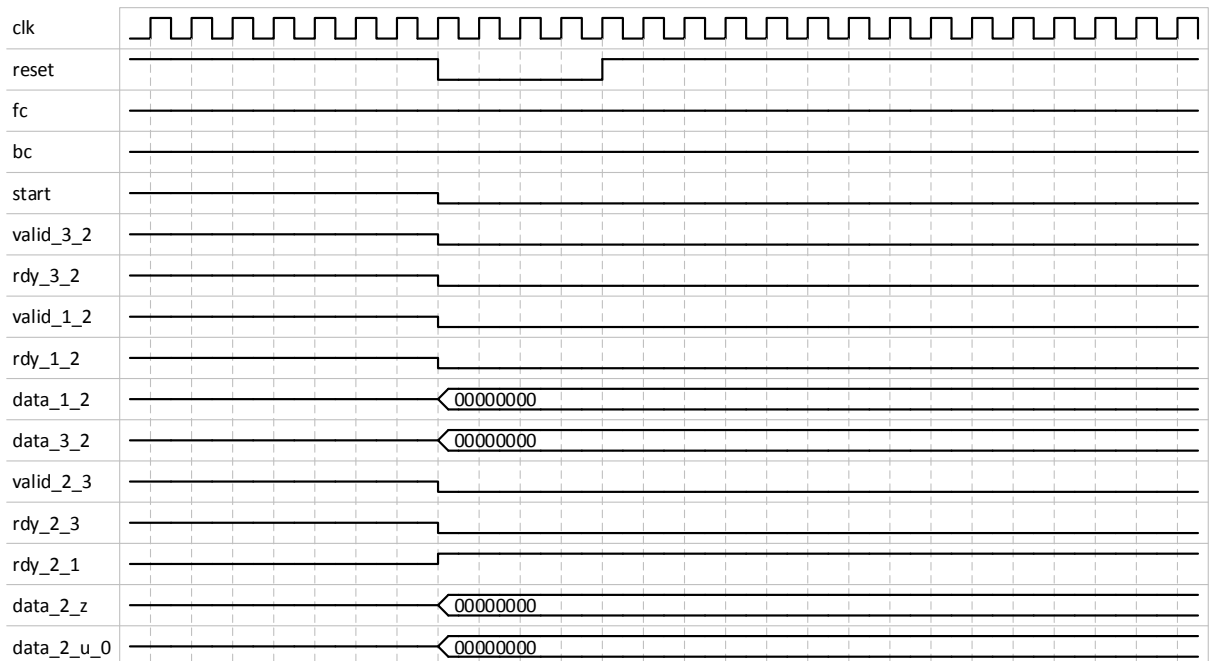 clk
reset
fc
bc
start
valid_3_2
rdy_3_2
valid_1_2
rdy_1_2
data_1_2 00000000
data_3_2 00000000
valid_2_3
rdy_2_3
rdy_2_1
data_2_z 00000000
data_2_u_0 00000000